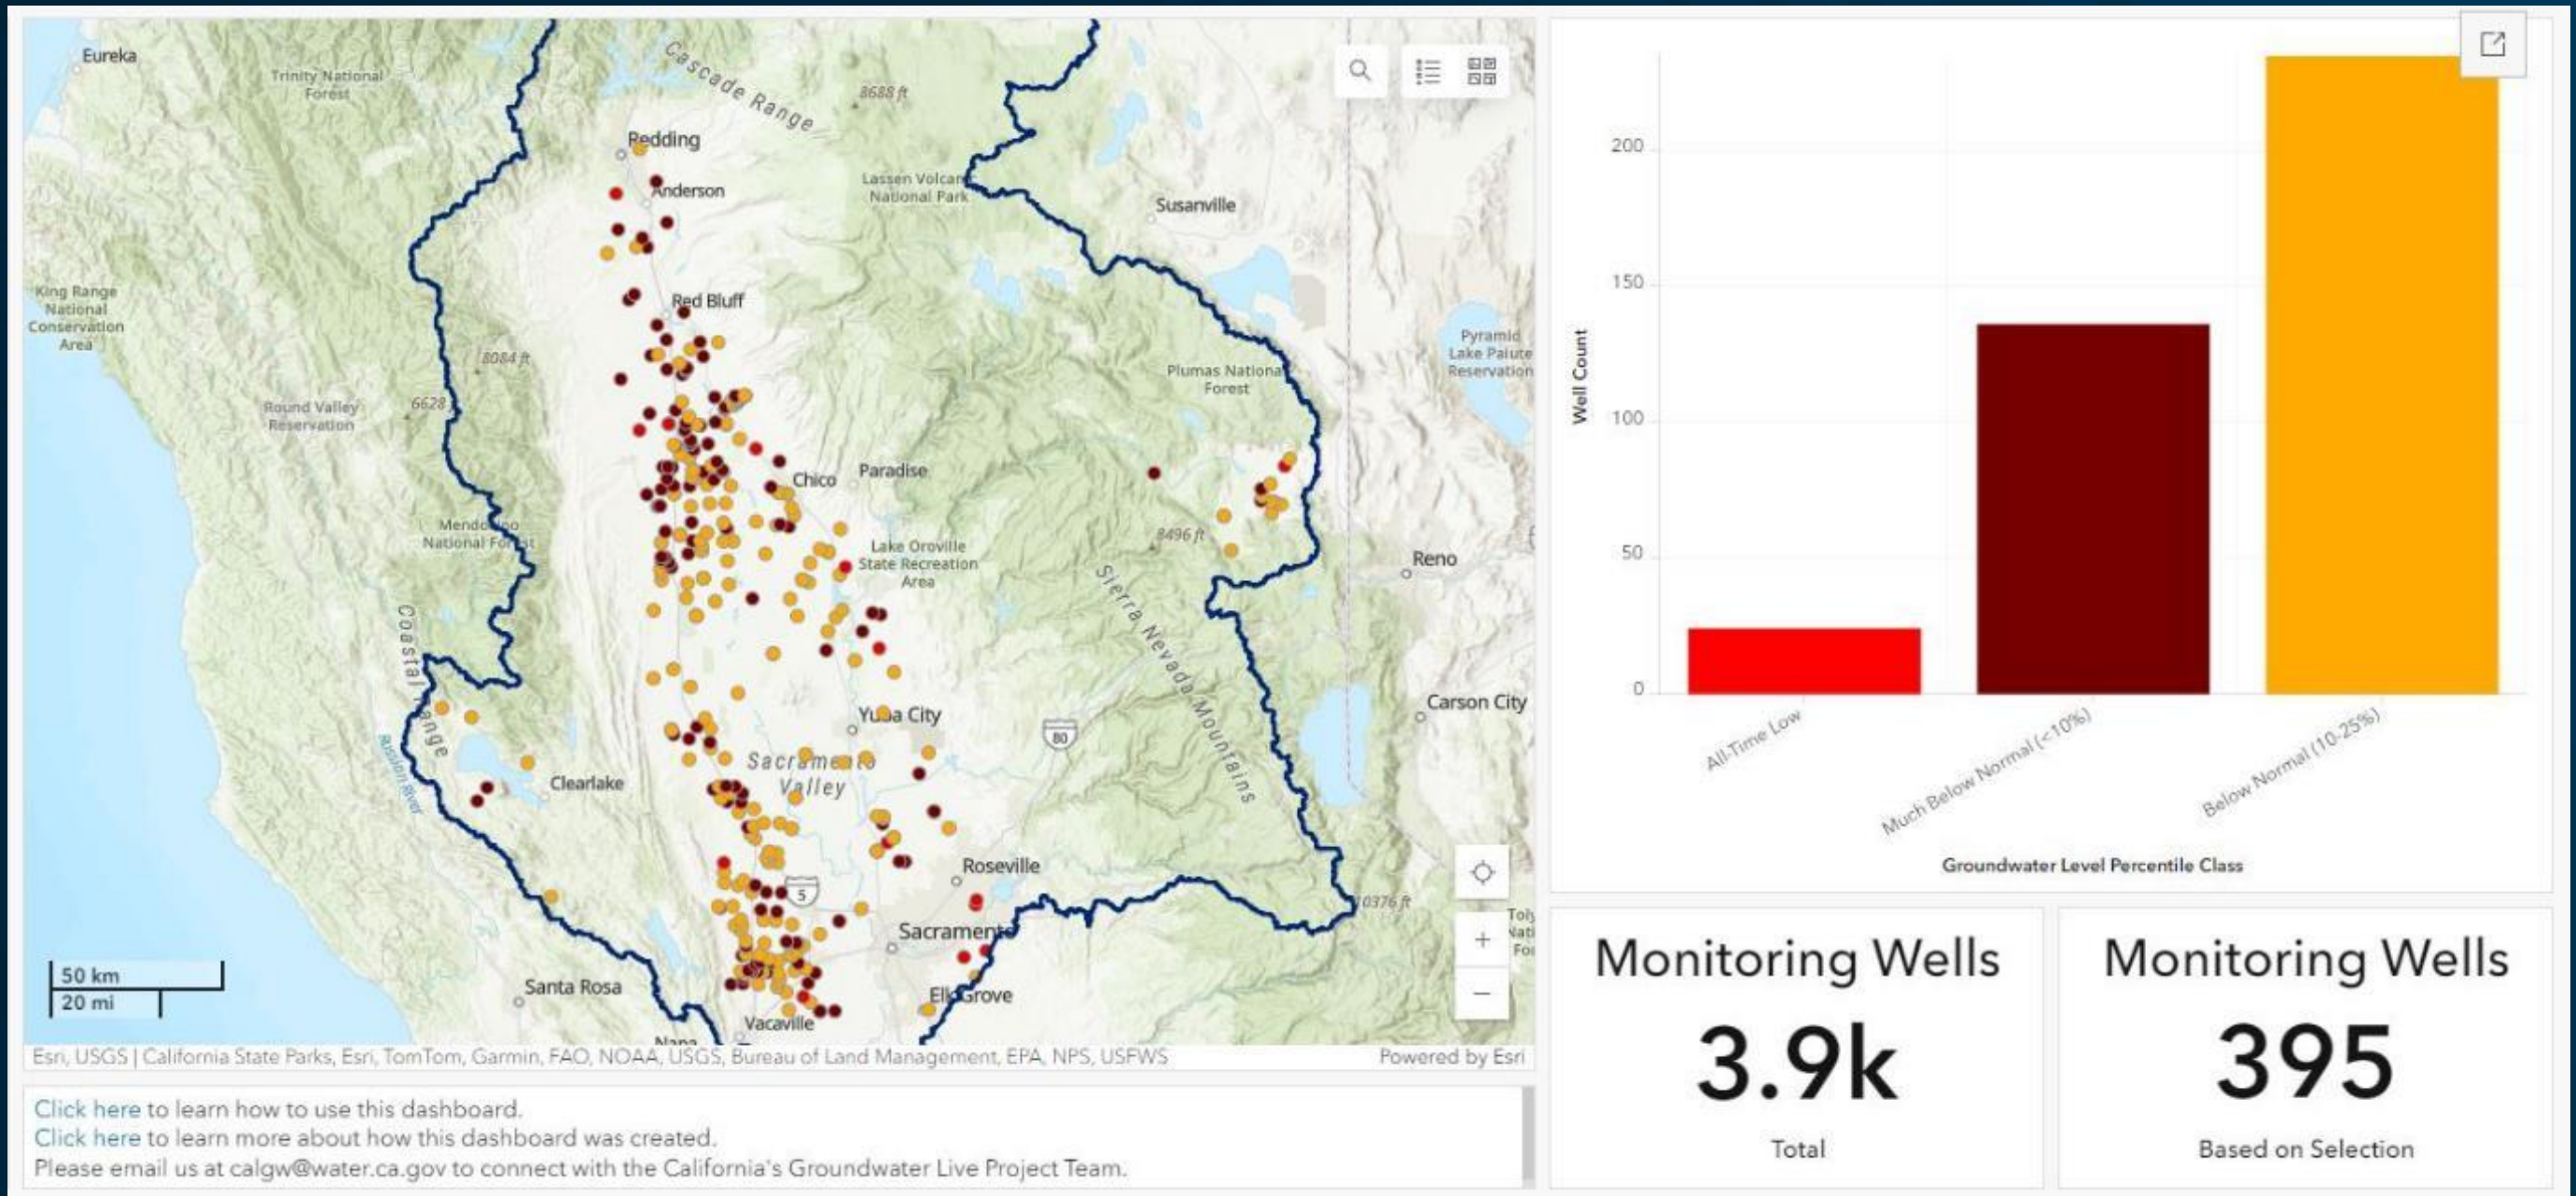 Eureka
Trinity National
Forest
Cascade Range
8688 ft
Redding
Anderson
Lassen Volcanic
National Park
Susanville
King Range
National
Conservation
Area
Red Bluff
8084 ft
Pyramid
Lake Paiute
Reservation
Plumas National
Forest
Round Valley
Reservation
6628
Chico
Paradise
Mendocino
National Forest
8496 ft
Lake Oroville
State Recreation
Area
Reno
Coastal Range
Sierra Nevada Mountains
Yuba City
80
Carson City
Russian River
Sacramento
Valley
Clearlake
Roseville
5
10376 ft
Sacramento
50 km
20 mi
Santa Rosa
Elk Grove
Vacaville
Napa
Esri, USGS | California State Parks, Esri, TomTom, Garmin, FAO, NOAA, USGS, Bureau of Land Management, EPA, NPS, USFWS
Powered by Esri
Click here to learn how to use this dashboard.
Click here to learn more about how this dashboard was created.
Please email us at calgw@water.ca.gov to connect with the California's Groundwater Live Project Team.
Well Count
200
150
100
50
0
All-Time Low
Much Below Normal (<10%)
Below Normal (10-25%)
Groundwater Level Percentile Class
Monitoring Wells
3.9k
Total
Monitoring Wells
395
Based on Selection